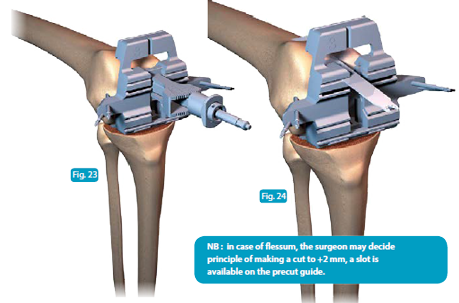 Fig. 23
Fig. 24
NB : in case of flessum, the surgeon may decide
principle of making a cut to +2 mm, a slot is
available on the precut guide.